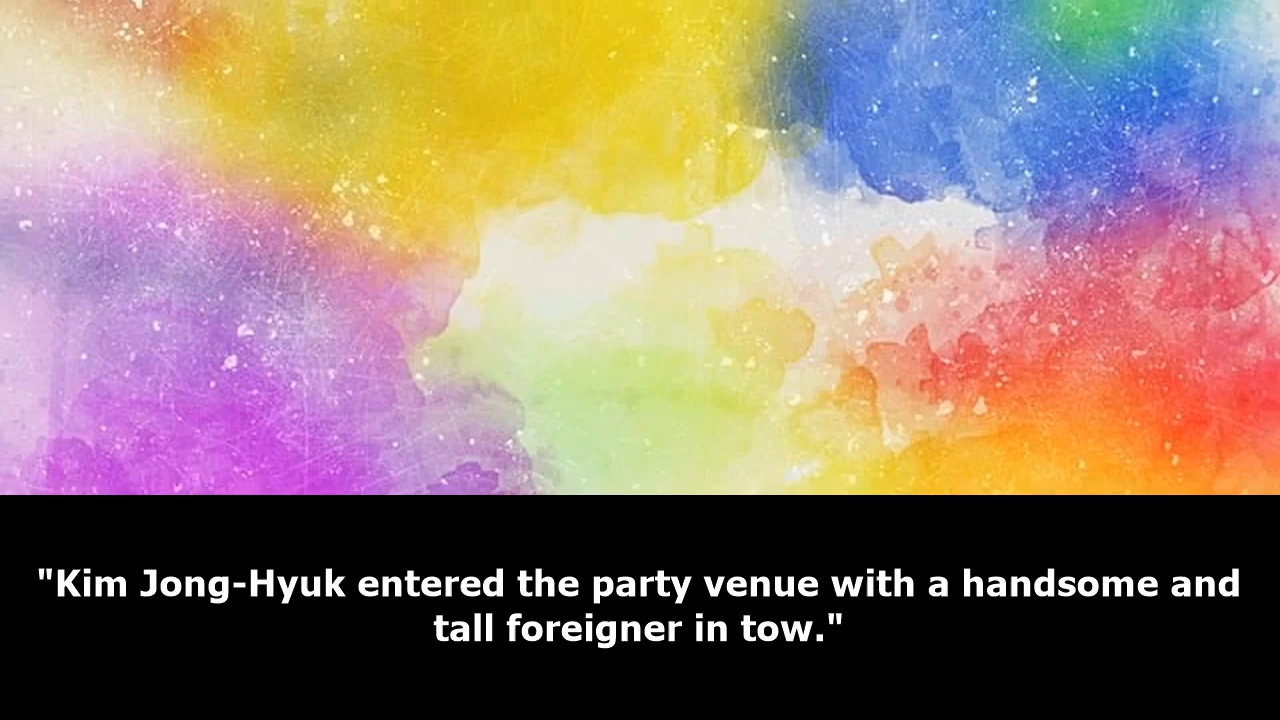 "Kim Jong-Hyuk entered the party venue with a handsome and
tall foreigner in tow."